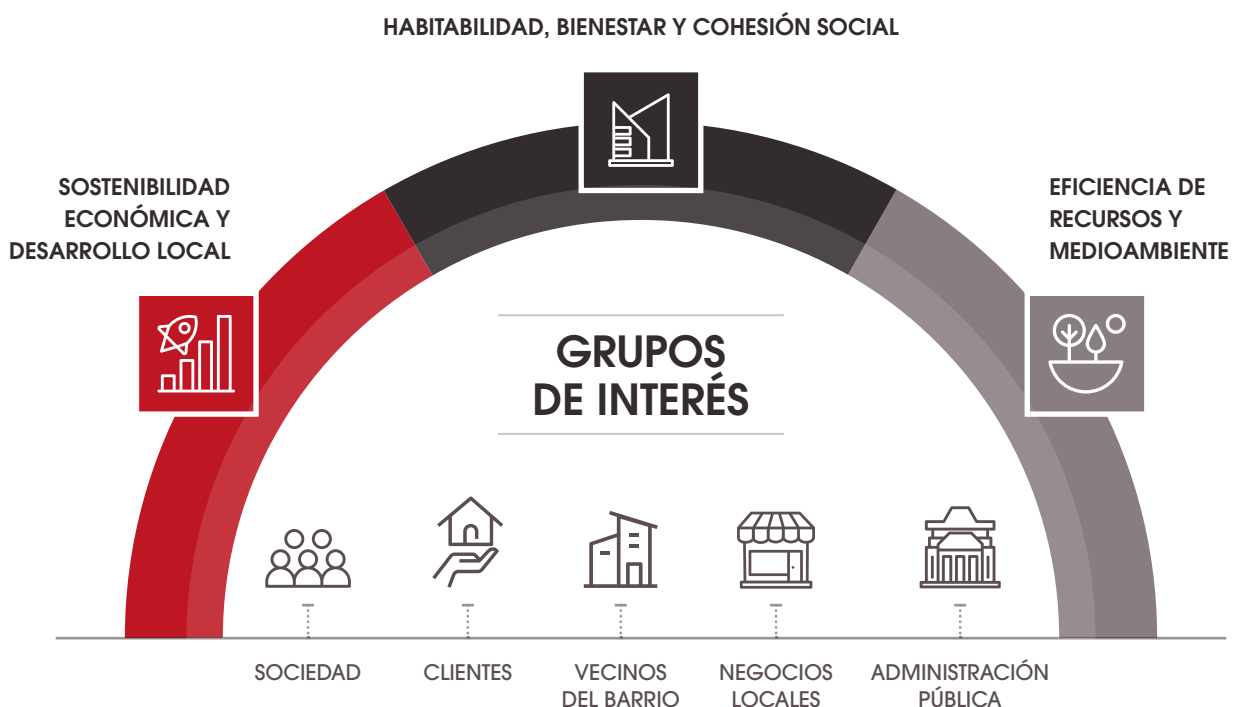 HABITABILIDAD, BIENESTAR Y COHESIÓN SOCIAL
SOSTENIBILIDAD
ECONÓMICA Y
DESARROLLO LOCAL
EFICIENCIA DE
RECURSOS Y
MEDIOAMBIENTE
GRUPOS
DE INTERÉS
SOCIEDAD
CLIENTES
VECINOS
DEL BARRIO
NEGOCIOS
LOCALES
ADMINISTRACIÓN
PÚBLICA